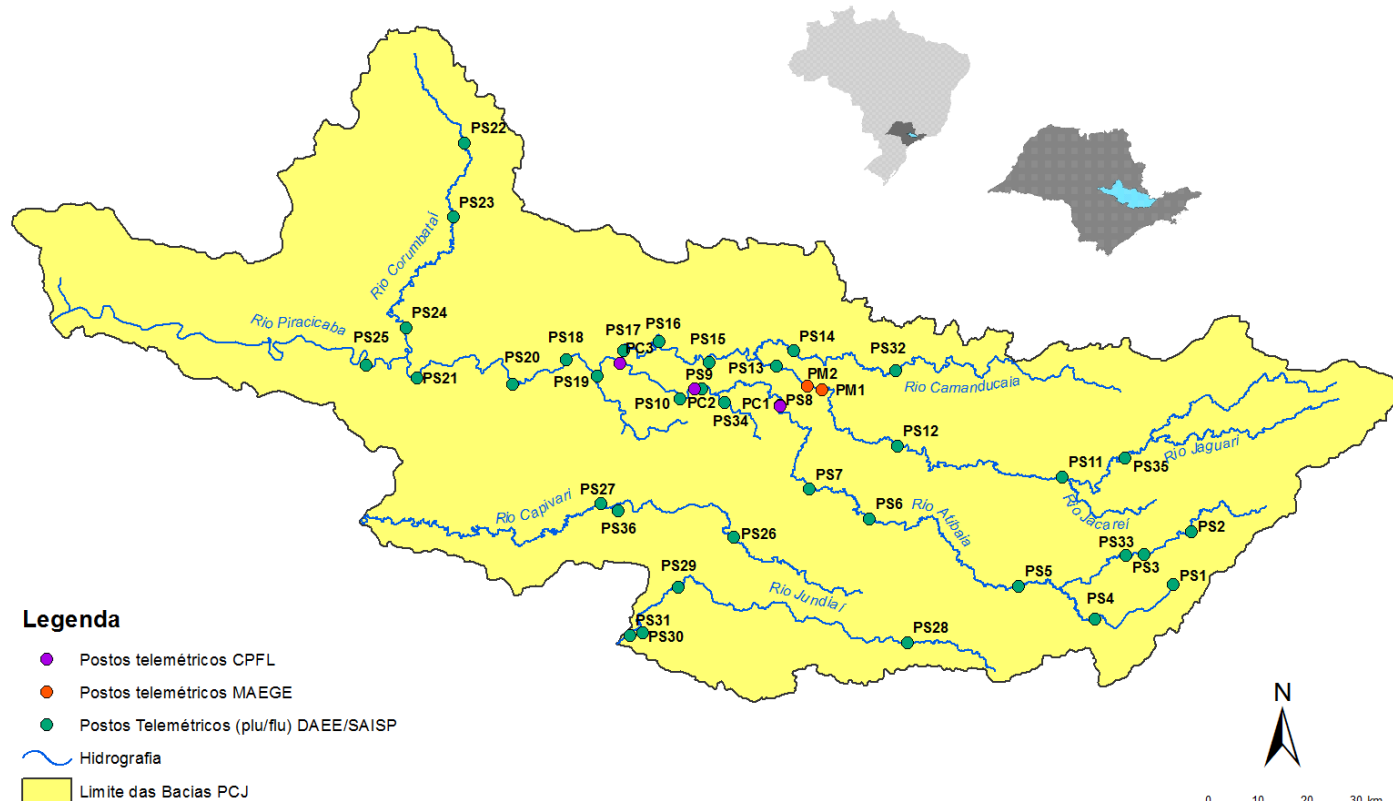 PS22
PS23
Rio Corumbataí
PS24
Rio Piracicaba
PS25
PS21
PS20
PS18
PS17
PS16
PC3
PS19
PS15
PS14
PS13
PS32
Rio Camanducaia
PS9
PM2
PM1
PS10
PC2
PS34
PC1
PS8
PS12
PS11
PS35
Rio Jaguari
Rio Jacareí
PS7
PS6
Rio Atibaia
PS27
Rio Capivari
PS36
PS26
PS2
PS33
PS3
PS1
PS5
PS4
PS29
Rio Jundiaí
PS31
PS30
PS28
Legenda
Postos telemétricos CPFL
Postos telemétricos MAEGE
Postos Telemétricos (plu/flu) DAEE/SAISP
Hidrografia
Limite das Bacias PCJ
N
0 10 20 30 km